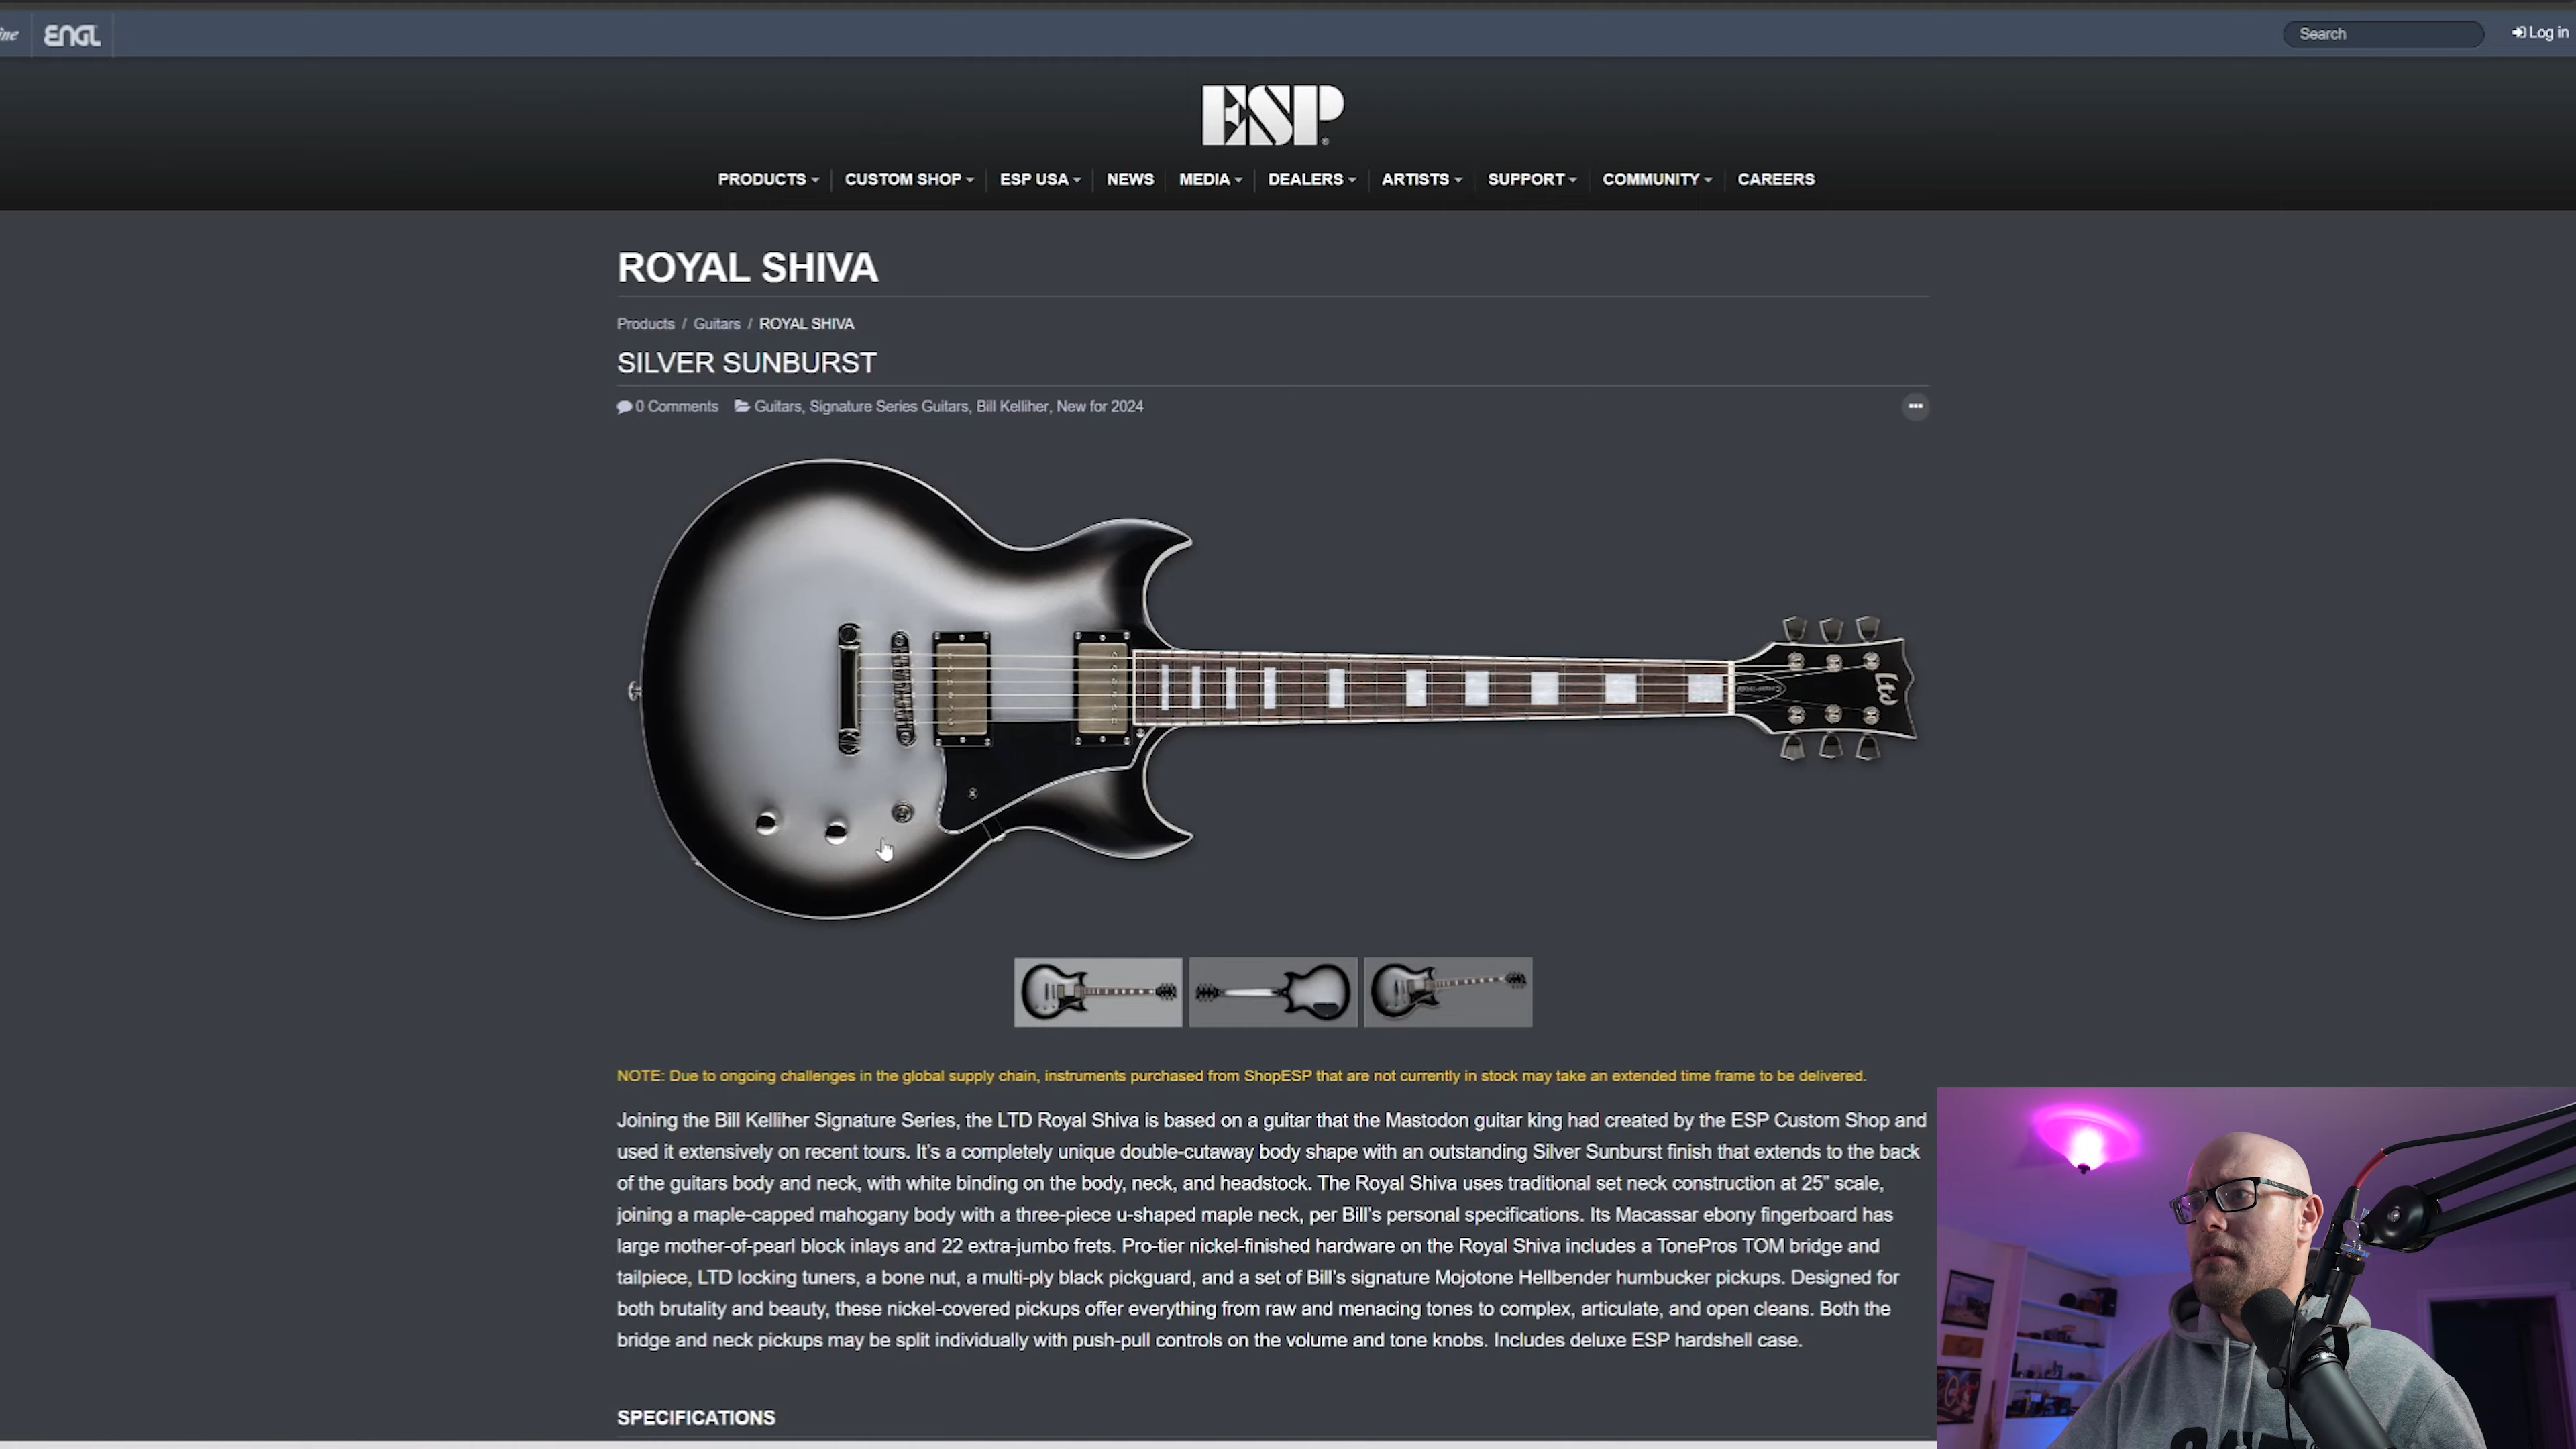 ENGL
Search
Log in
ESP
PRODUCTS CUSTOM SHOP ESP USA NEWS MEDIA DEALERS ARTISTS SUPPORT COMMUNITY CAREERS
ROYAL SHIVA
Products / Guitars / ROYAL SHIVA
SILVER SUNBURST
0 Comments Guitars, Signature Series Guitars, Bill Kelliher, New for 2024
Ltd
NOTE: Due to ongoing challenges in the global supply chain, instruments purchased from ShopESP that are not currently in stock may take an extended time frame to be delivered.
Joining the Bill Kelliher Signature Series, the LTD Royal Shiva is based on a guitar that the Mastodon guitar king had created by the ESP Custom Shop and
used it extensively on recent tours. It's a completely unique double-cutaway body shape with an outstanding Silver Sunburst finish that extends to the back
of the guitars body and neck, with white binding on the body, neck, and headstock. The Royal Shiva uses traditional set neck construction at 25” scale,
joining a maple-capped mahogany body with a three-piece u-shaped maple neck, per Bill's personal specifications. Its Macassar ebony fingerboard has
large mother-of-pearl block inlays and 22 extra-jumbo frets. Pro-tier nickel-finished hardware on the Royal Shiva includes a TonePros TOM bridge and
tailpiece, LTD locking tuners, a bone nut, a multi-ply black pickguard, and a set of Bill's signature Mojotone Hellbender humbucker pickups. Designed for
both brutality and beauty, these nickel-covered pickups offer everything from raw and menacing tones to complex, articulate, and open cleans. Both the
bridge and neck pickups may be split individually with push-pull controls on the volume and tone knobs. Includes deluxe ESP hardshell case.
SPECIFICATIONS